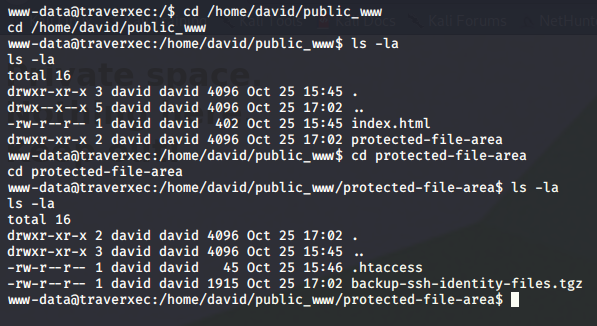 www-data@traverxec:/$ cd /home/david/public_www
cd /home/david/public_www
www-data@traverxec:/home/david/public_www$ ls -la
ls -la
total 16
drwxr-xr-x 3 david david 4096 Oct 25 15:45 .
drwx--x--x 5 david david 4096 Oct 25 17:02 ..
-rw-r--r-- 1 david david  402 Oct 25 15:45 index.html
drwxr-xr-x 2 david david 4096 Oct 25 17:02 protected-file-area
www-data@traverxec:/home/david/public_www$ cd protected-file-area
cd protected-file-area
www-data@traverxec:/home/david/public_www/protected-file-area$ ls -la
ls -la
total 16
drwxr-xr-x 2 david david 4096 Oct 25 17:02 .
drwxr-xr-x 3 david david 4096 Oct 25 15:45 ..
-rw-r--r-- 1 david david   45 Oct 25 15:46 .htaccess
-rw-r--r-- 1 david david 1915 Oct 25 17:02 backup-ssh-identity-files.tgz
www-data@traverxec:/home/david/public_www/protected-file-area$